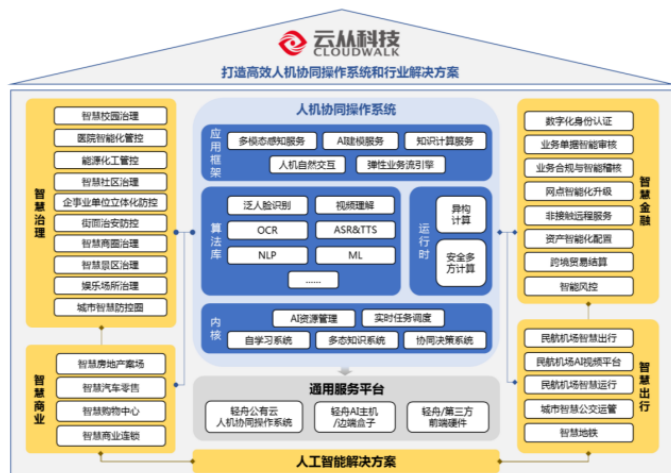 云从科技
CLOUDWALK
打造高效人机协同操作系统和行业解决方案
智慧治理
智慧校园治理
医院智能化管控
能源化工管控
智慧社区治理
企事业单位立体化防控
街面治安防控
智慧商圈治理
智慧景区治理
娱乐场所治理
城市智慧防控圈
智慧商业
智慧房地产案场
智慧汽车零售
智慧购物中心
智慧商业连锁
人机协同操作系统
应用框架
多模态感知服务
AI建模服务
知识计算服务
人机自然交互
弹性业务流引擎
算法库
泛人脸识别
视频理解
OCR
ASR&TTS
NLP
ML
......
运行时
异构
计算
安全多
方计算
内核
AI资源管理
实时任务调度
自学习系统
多态知识系统
协同决策系统
通用服务平台
轻舟公有云
人机协同操作系统
轻舟AI主机
/边端盒子
轻舟/第三方
前端硬件
智慧金融
数字化身份认证
业务单据智能审核
业务合规与智能稽核
网点智能化升级
非接触远程服务
资产智能化配置
跨境贸易结算
智能风控
智慧出行
民航机场智慧出行
民航机场AI视频平台
民航机场智慧运行
城市智慧公交运管
智慧地铁
人工智能解决方案